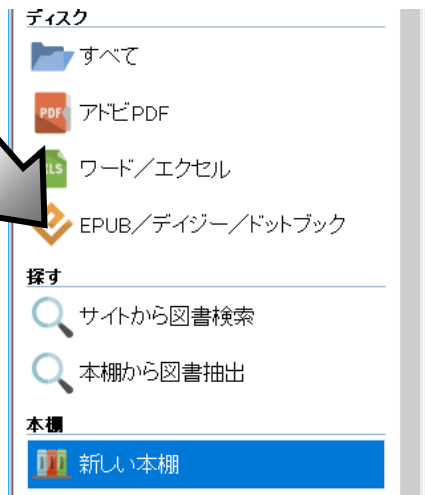 ディスク
すべて
PDF アドビPDF
XLS ワード／エクセル
EPUB／デイジー／ドットブック
探す
サイトから図書検索
本棚から図書抽出
本棚
新しい本棚